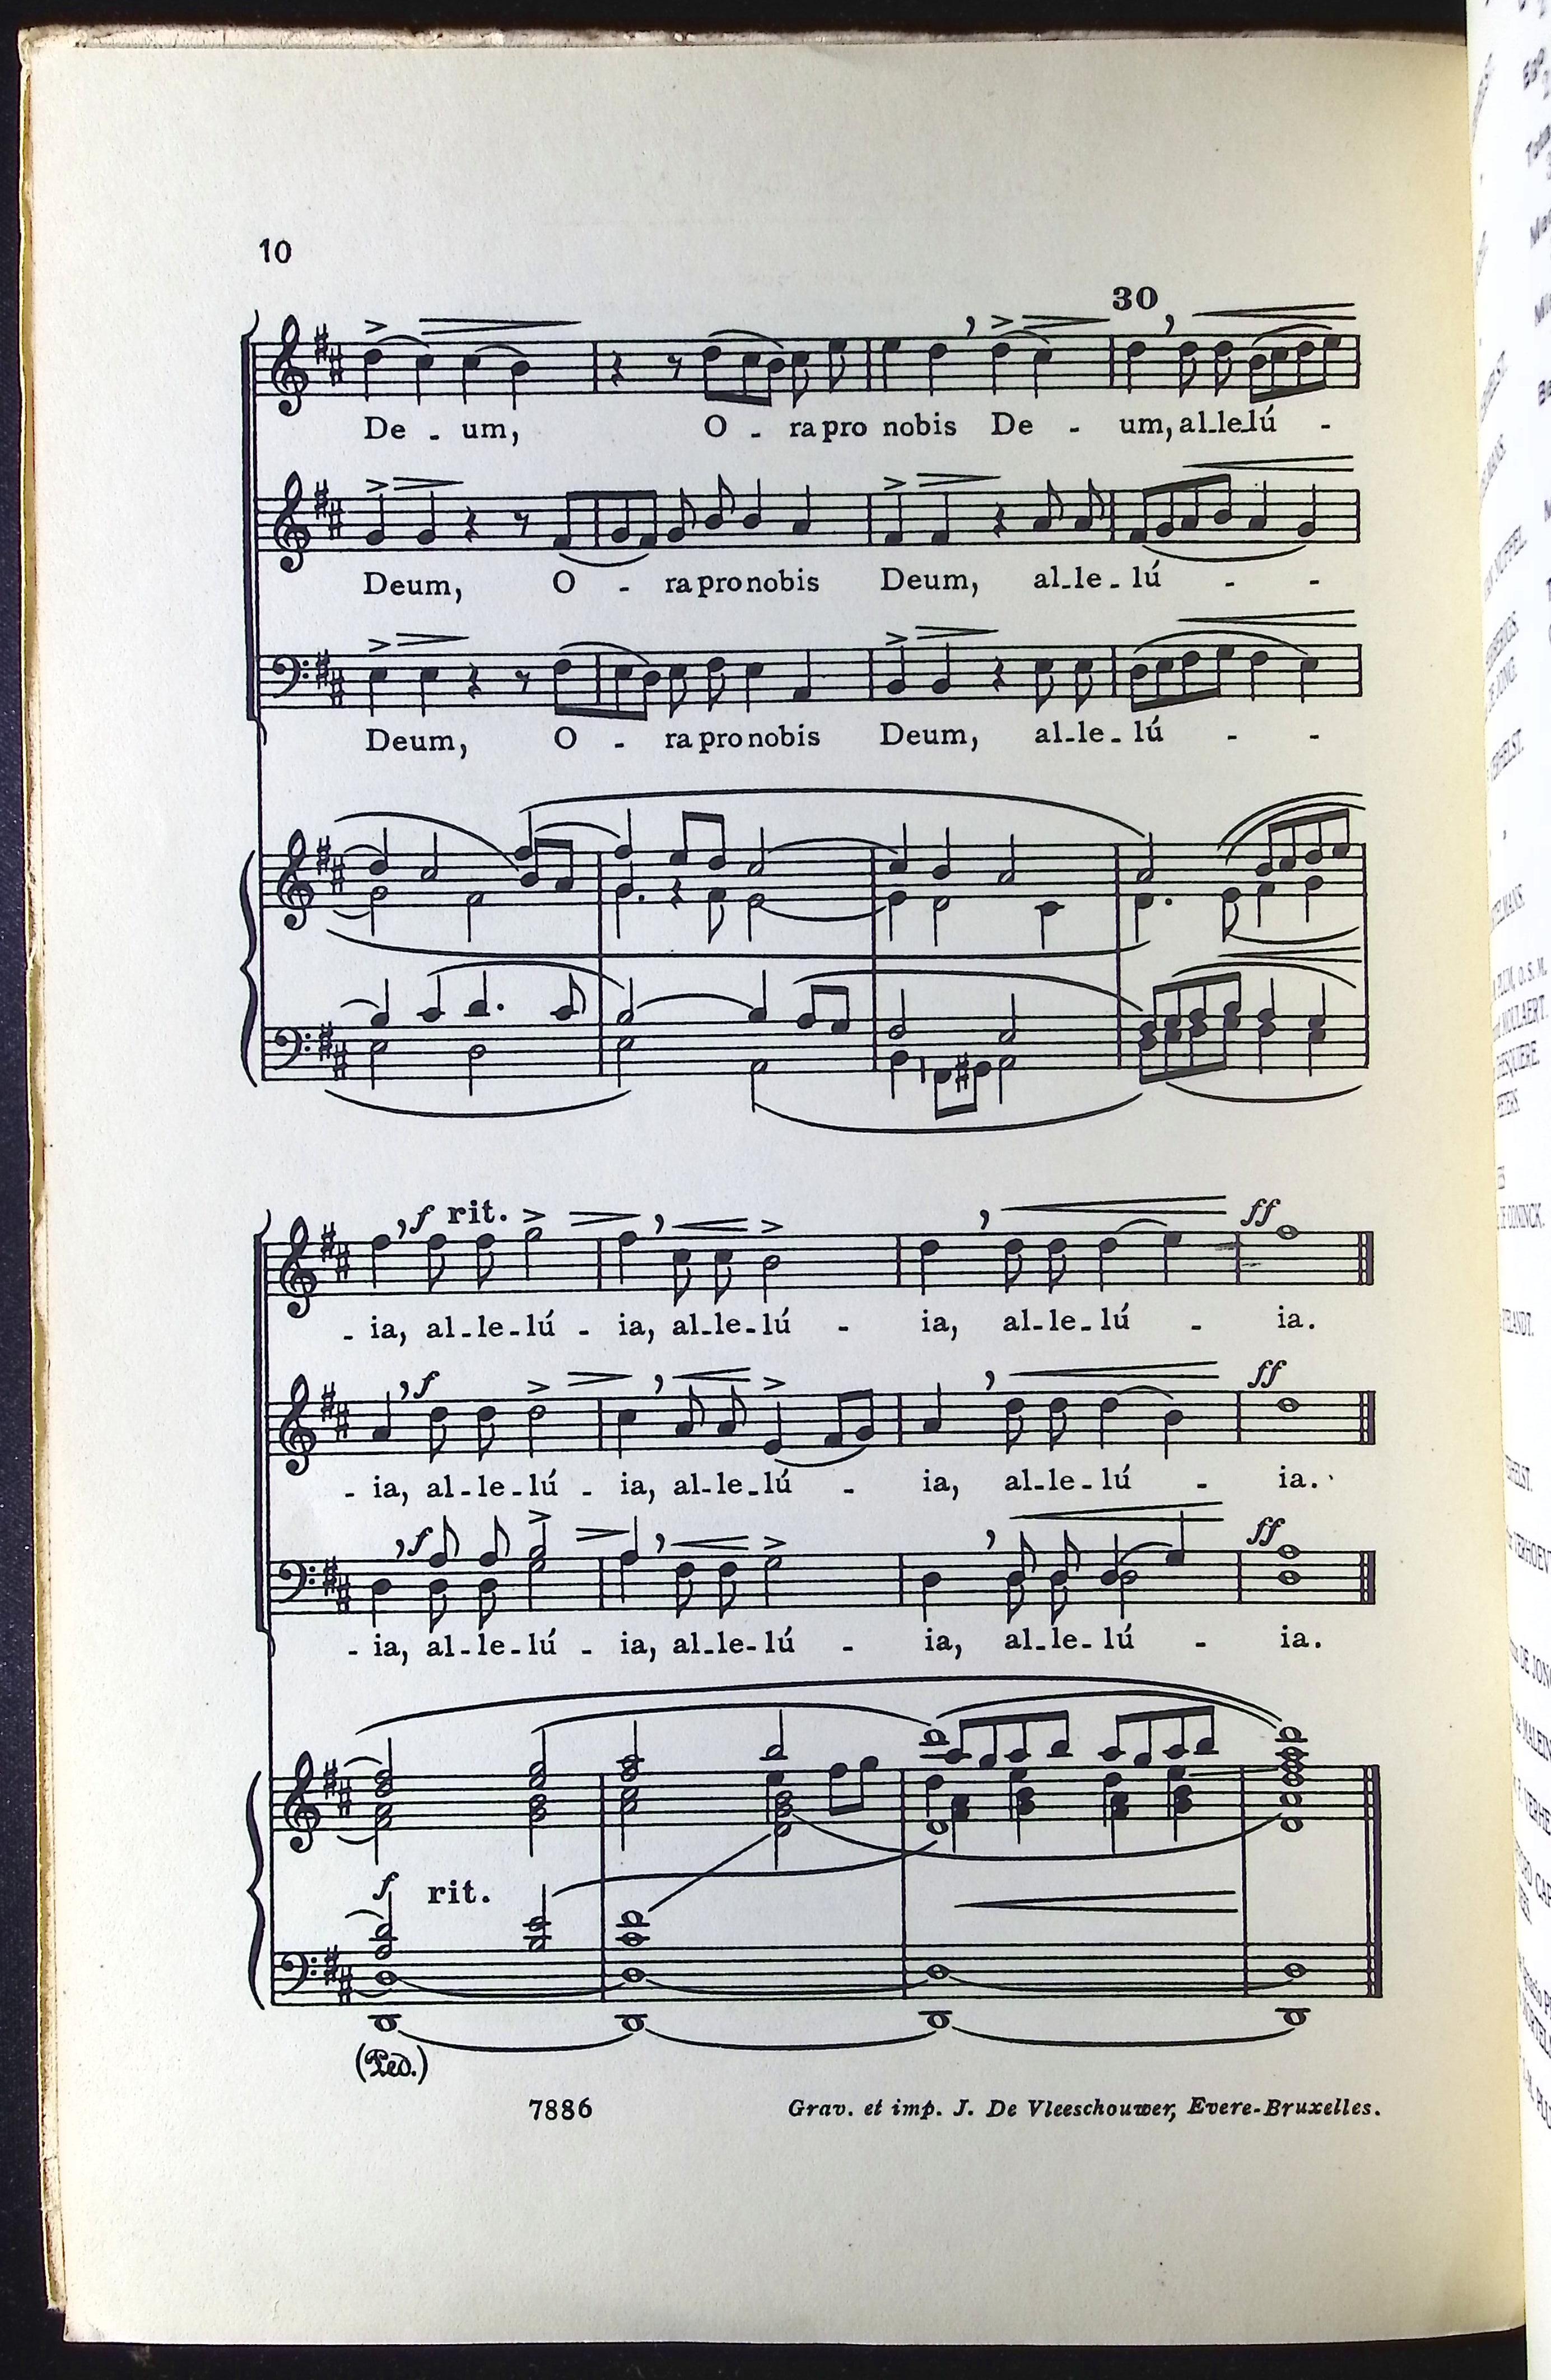 10
30
De - um, O - ra pro nobis De - um, al-le-lú -
Deum, O - ra pro nobis Deum, al-le-lú - -
Deum, O - ra pro nobis Deum, al-le-lú - -
f rit. ff
- ia, al-le-lú - ia, al-le-lú - ia, al-le-lú - ia.
f ff
- ia, al-le-lú - ia, al-le-lú - ia, al-le-lú - ia.
f ff
- ia, al-le-lú - ia, al-le-lú - ia, al-le-lú - ia.
f rit.
(Ped.)
7886 Grav. et imp. J. De Vleeschouwer, Evere-Bruxelles.